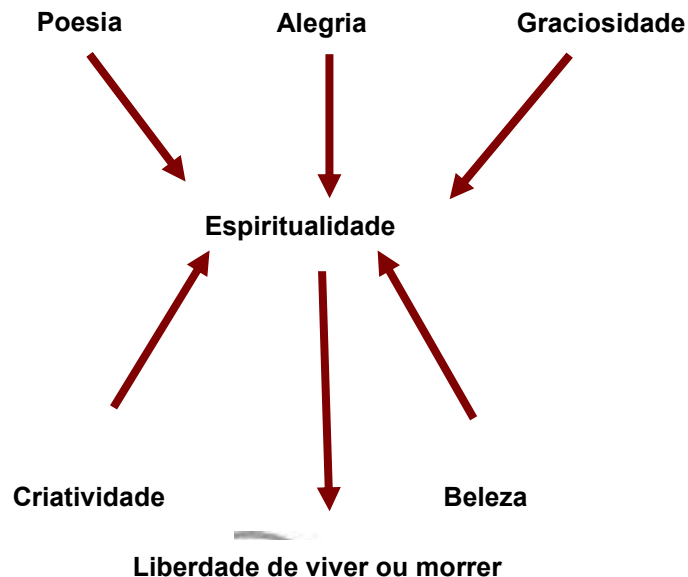 Poesia
Alegria
Graciosidade
Espiritualidade
Criatividade
Beleza
Liberdade de viver ou morrer